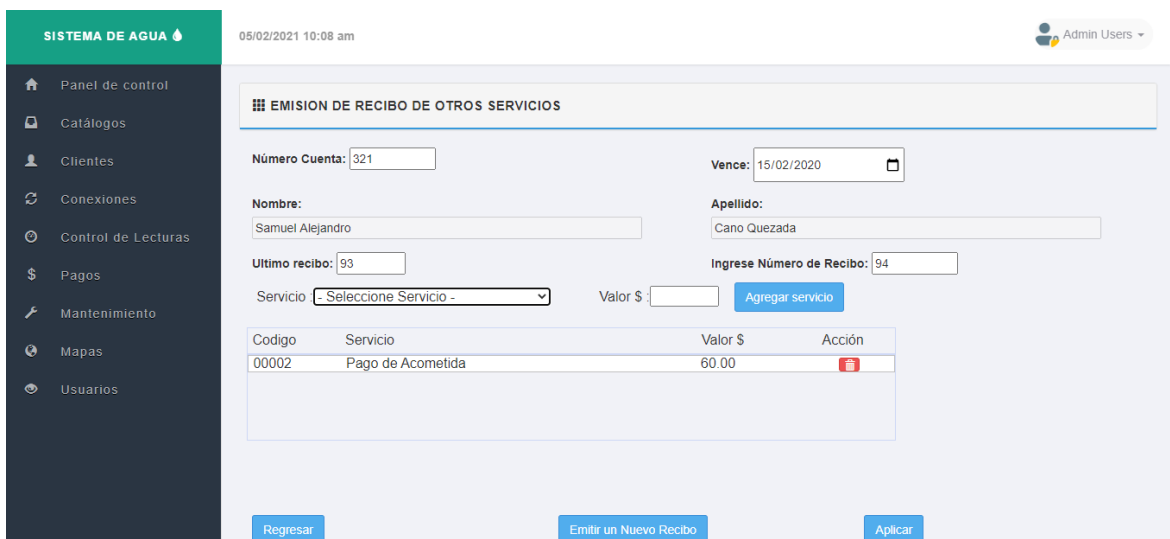 SISTEMA DE AGUA
05/02/2021 10:08 am
Admin Users
Panel de control
Catálogos
Clientes
Conexiones
Control de Lecturas
Pagos
Mantenimiento
Mapas
Usuarios
EMISION DE RECIBO DE OTROS SERVICIOS
Número Cuenta: 321
Vence: 15/02/2020
Nombre:
Apellido:
Samuel Alejandro
Cano Quezada
Ultimo recibo: 93
Ingrese Número de Recibo: 94
Servicio : - Seleccione Servicio - Valor $ : Agregar servicio
Codigo Servicio Valor $ Acción
00002 Pago de Acometida 60.00
Regresar
Emitir un Nuevo Recibo
Aplicar